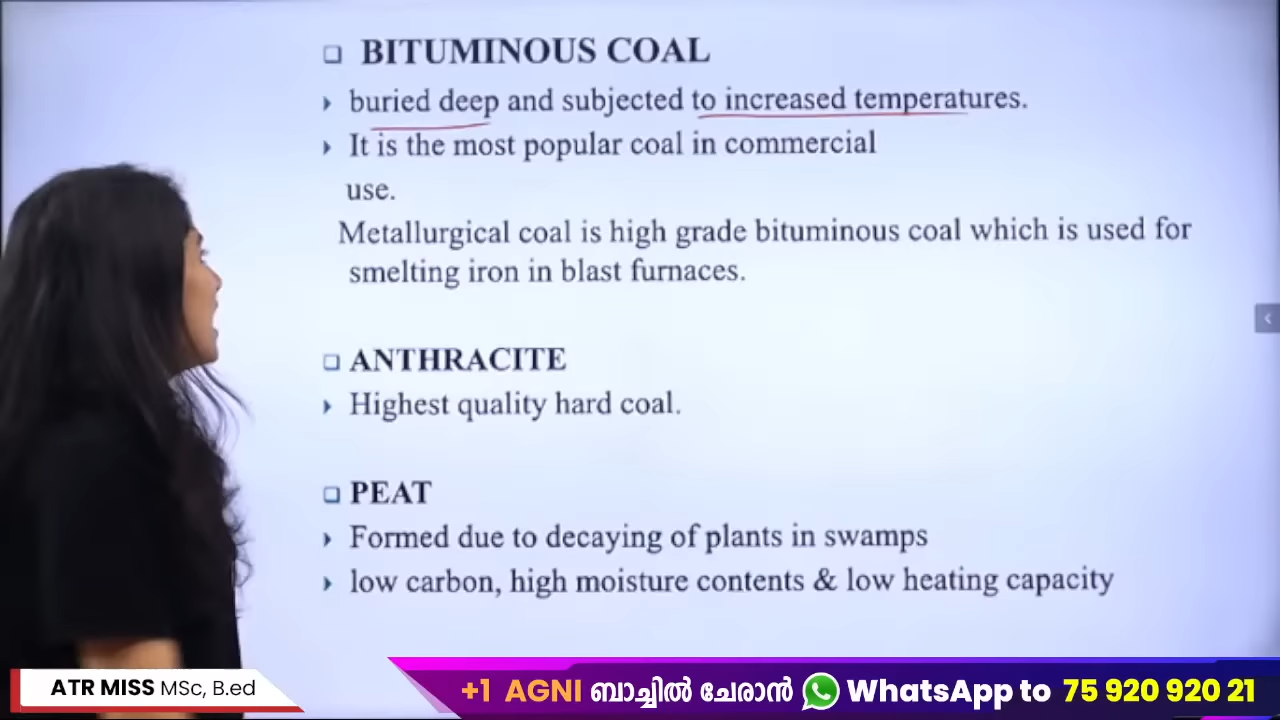 BITUMINOUS COAL
buried deep and subjected to increased temperatures.
It is the most popular coal in commercial
use.
Metallurgical coal is high grade bituminous coal which is used for
smelting iron in blast furnaces.
ANTHRACITE
Highest quality hard coal.
PEAT
Formed due to decaying of plants in swamps
low carbon, high moisture contents & low heating capacity
ATR MISS MSc, B.ed
+1 AGNI ബാച്ചിൽ ചേരാൻ WhatsApp to 75 920 920 21